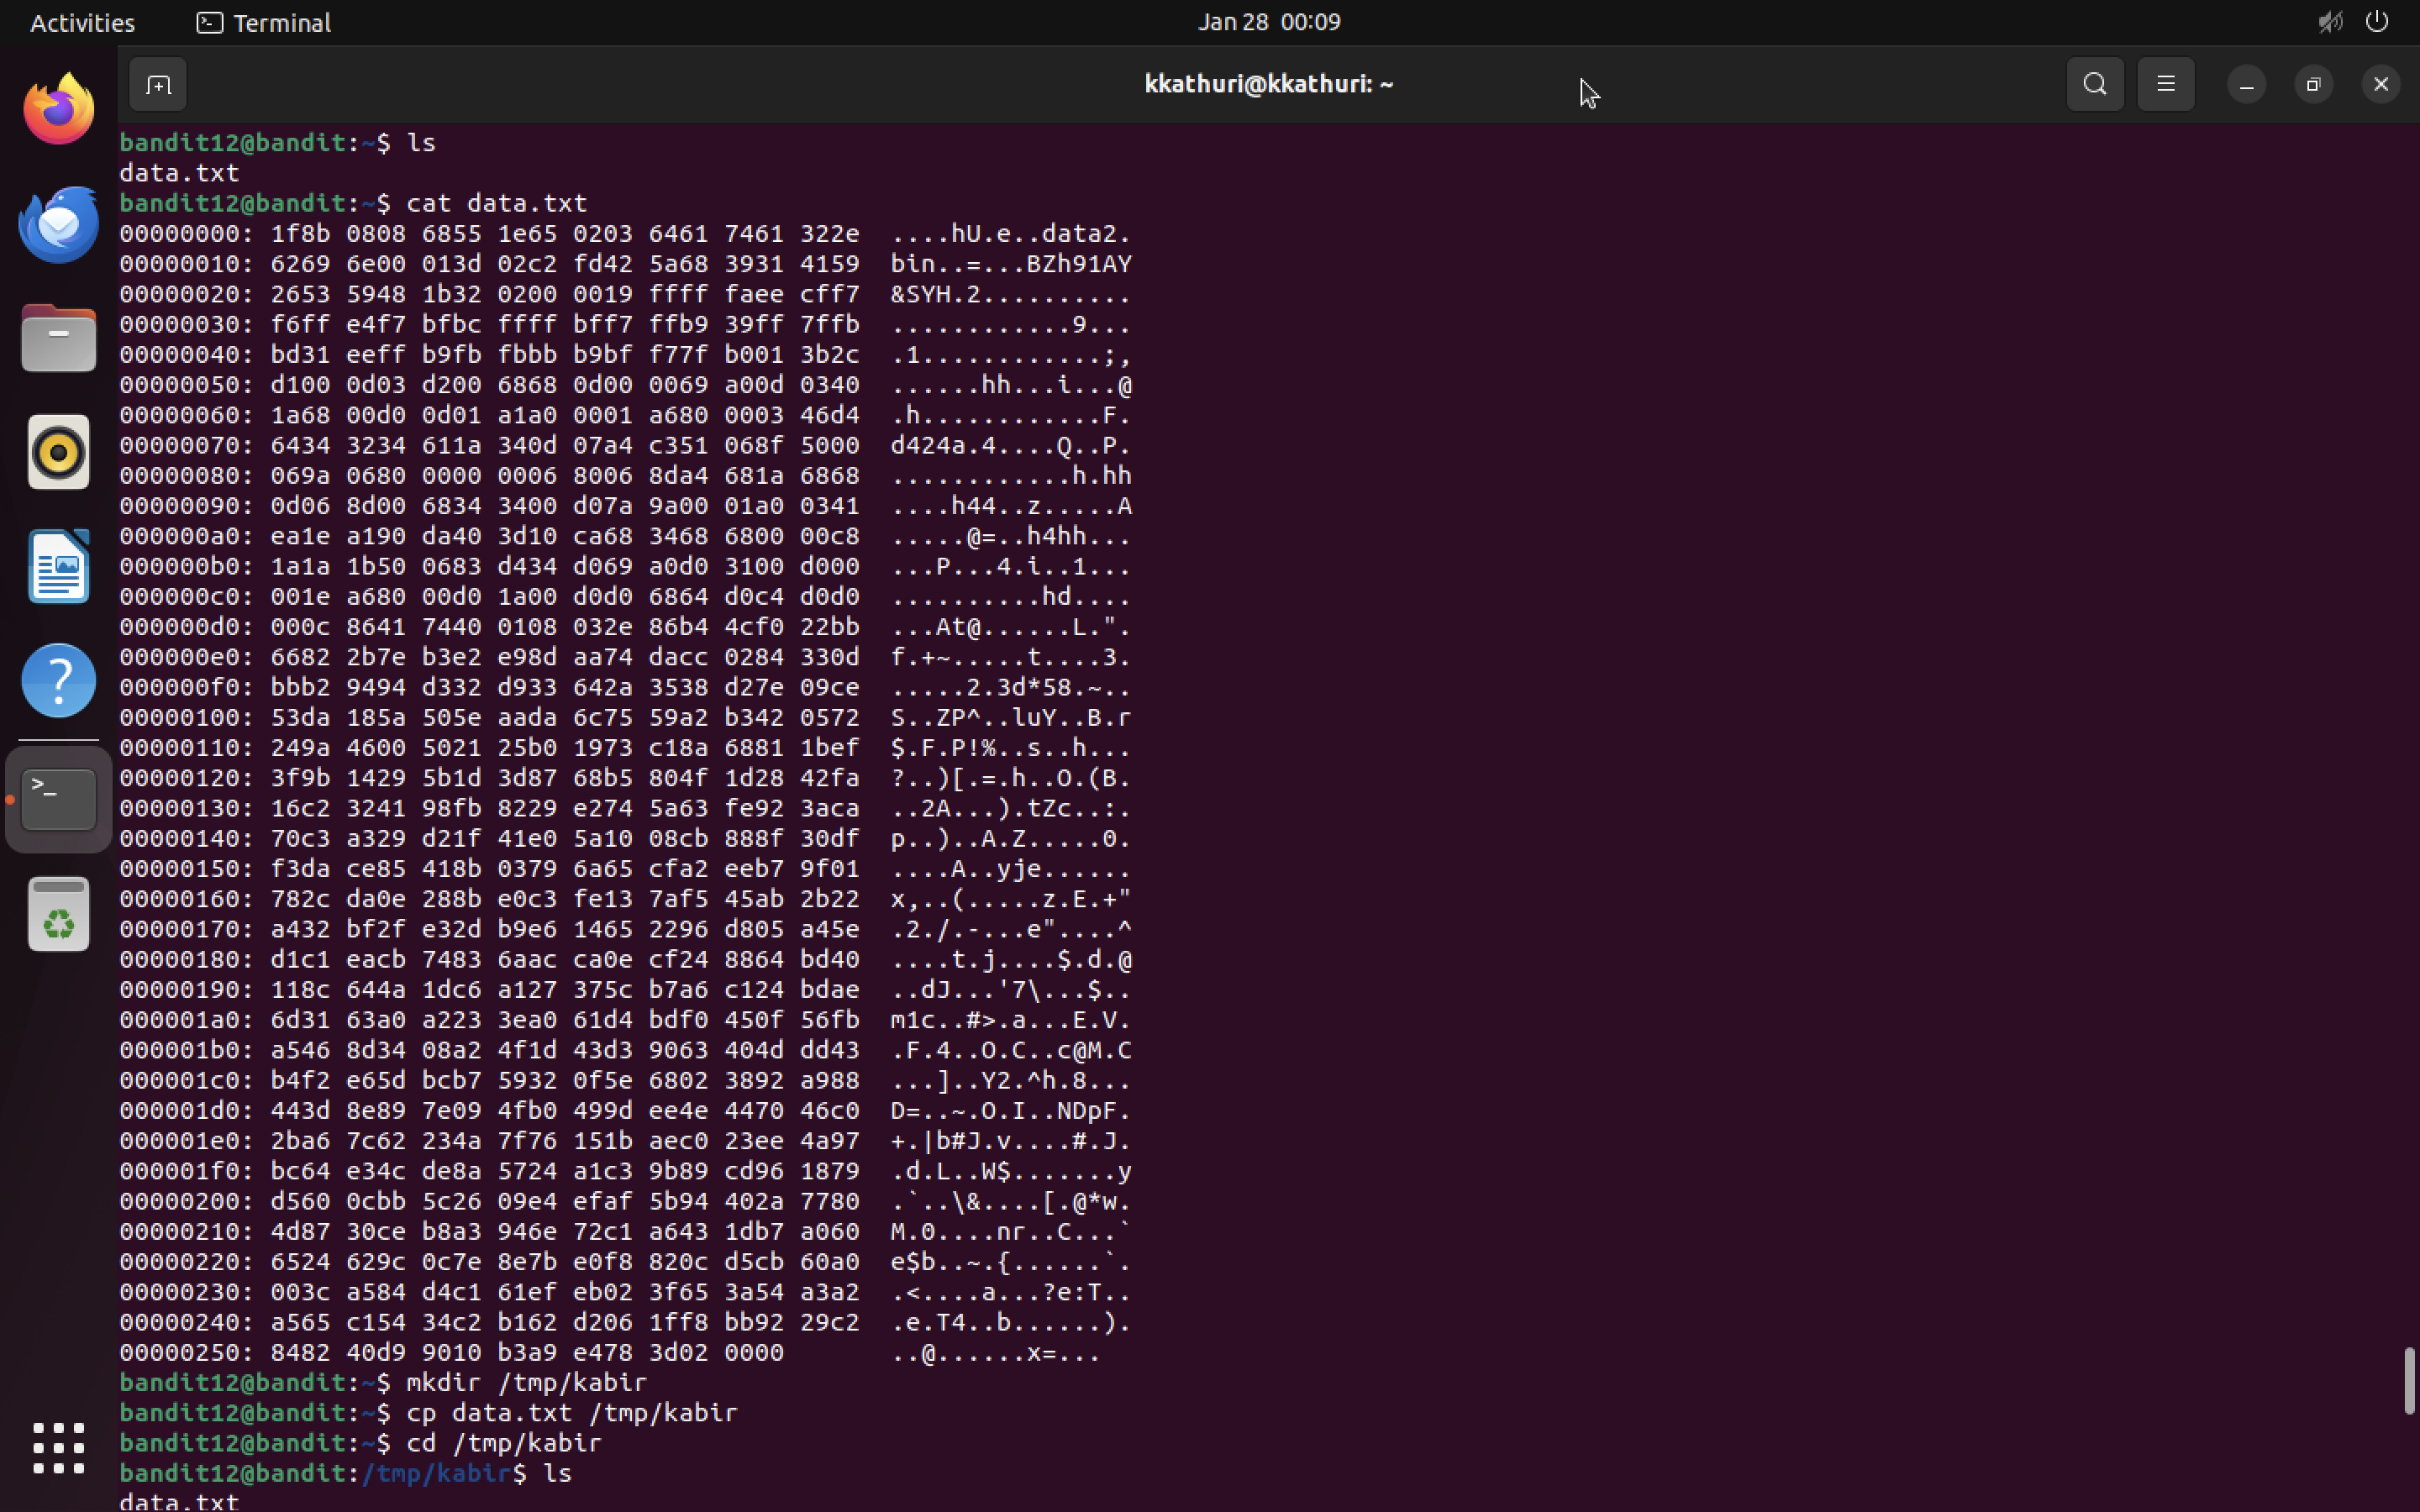 Activities Terminal Jan 28 00:09
kkathuri@kkathuri: ~
bandit12@bandit:~$ ls
data.txt
bandit12@bandit:~$ cat data.txt
00000000: 1f8b 0808 6855 1e65 0203 6461 7461 322e  ....hU.e..data2.
00000010: 6269 6e00 013d 02c2 fd42 5a68 3931 4159  bin..=...BZh91AY
00000020: 2653 5948 1b32 0200 0019 ffff faee cff7  &SYH.2..........
00000030: f6ff e4f7 bfbc ffff bff7 ffb9 39ff 7ffb  ............9...
00000040: bd31 eeff b9fb fbbb b9bf f77f b001 3b2c  .1............;,
00000050: d100 0d03 d200 6868 0d00 0069 a00d 0340  ......hh...i...@
00000060: 1a68 00d0 0d01 a1a0 0001 a680 0003 46d4  .h............F.
00000070: 6434 3234 611a 340d 07a4 c351 068f 5000  d424a.4....Q..P.
00000080: 069a 0680 0000 0006 8006 8da4 681a 6868  ............h.hh
00000090: 0d06 8d00 6834 3400 d07a 9a00 01a0 0341  ....h44..z.....A
000000a0: ea1e a190 da40 3d10 ca68 3468 6800 00c8  .....@=..h4hh...
000000b0: 1a1a 1b50 0683 d434 d069 a0d0 3100 d000  ...P...4.i..1...
000000c0: 001e a680 00d0 1a00 d0d0 6864 d0c4 d0d0  ..........hd....
000000d0: 000c 8641 7440 0108 032e 86b4 4cf0 22bb  ...At@......L.".
000000e0: 6682 2b7e b3e2 e98d aa74 dacc 0284 330d  f.+~.....t....3.
000000f0: bbb2 9494 d332 d933 642a 3538 d27e 09ce  .....2.3d*58.~..
00000100: 53da 185a 505e aada 6c75 59a2 b342 0572  S..ZP^..luY..B.r
00000110: 249a 4600 5021 25b0 1973 c18a 6881 1bef  $.F.P!%..s..h...
00000120: 3f9b 1429 5b1d 3d87 68b5 804f 1d28 42fa  ?..)[.=.h..O.(B.
00000130: 16c2 3241 98fb 8229 e274 5a63 fe92 3aca  ..2A...).tZc..:.
00000140: 70c3 a329 d21f 41e0 5a10 08cb 888f 30df  p..)..A.Z.....0.
00000150: f3da ce85 418b 0379 6a65 cfa2 eeb7 9f01  ....A..yje......
00000160: 782c da0e 288b e0c3 fe13 7af5 45ab 2b22  x,..(.....z.E.+"
00000170: a432 bf2f e32d b9e6 1465 2296 d805 a45e  .2./.-...e"....^
00000180: d1c1 eacb 7483 6aac ca0e cf24 8864 bd40  ....t.j....$.d.@
00000190: 118c 644a 1dc6 a127 375c b7a6 c124 bdae  ..dJ...'7\...$..
000001a0: 6d31 63a0 a223 3ea0 61d4 bdf0 450f 56fb  m1c..#>.a...E.V.
000001b0: a546 8d34 08a2 4f1d 43d3 9063 404d dd43  .F.4..O.C..c@M.C
000001c0: b4f2 e65d bcb7 5932 0f5e 6802 3892 a988  ...]..Y2.^h.8...
000001d0: 443d 8e89 7e09 4fb0 499d ee4e 4470 46c0  D=..~.O.I..NDpF.
000001e0: 2ba6 7c62 234a 7f76 151b aec0 23ee 4a97  +.|b#J.v....#.J.
000001f0: bc64 e34c de8a 5724 a1c3 9b89 cd96 1879  .d.L..W$.......y
00000200: d560 0cbb 5c26 09e4 efaf 5b94 402a 7780  .`..\&....[.@*w.
00000210: 4d87 30ce b8a3 946e 72c1 a643 1db7 a060  M.0....nr..C...`
00000220: 6524 629c 0c7e 8e7b e0f8 820c d5cb 60a0  e$b..~.{......`.
00000230: 003c a584 d4c1 61ef eb02 3f65 3a54 a3a2  .<....a...?e:T..
00000240: a565 c154 34c2 b162 d206 1ff8 bb92 29c2  .e.T4..b......).
00000250: 8482 40d9 9010 b3a9 e478 3d02 0000       ..@......x=...
bandit12@bandit:~$ mkdir /tmp/kabir
bandit12@bandit:~$ cp data.txt /tmp/kabir
bandit12@bandit:~$ cd /tmp/kabir
bandit12@bandit:/tmp/kabir$ ls
data.txt